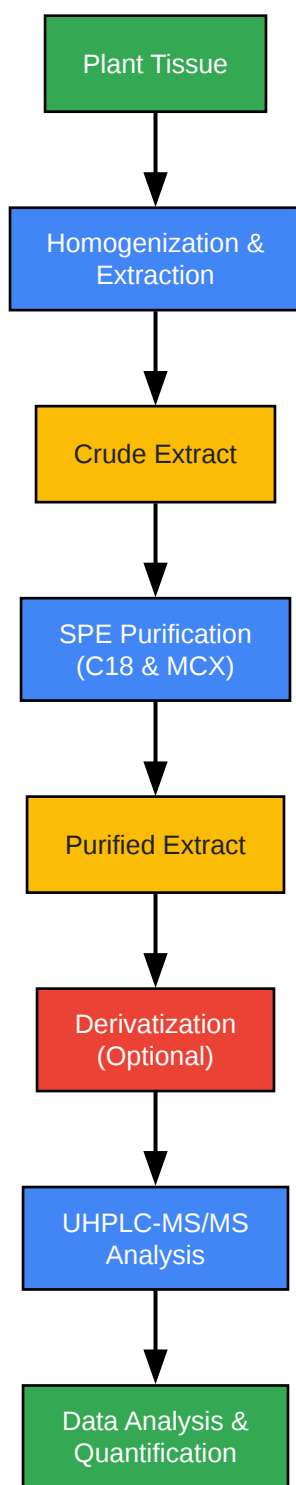 Plant Tissue
Homogenization &
Extraction
Crude Extract
SPE Purification
(C18 & MCX)
Purified Extract
Derivatization
(Optional)
UHPLC-MS/MS
Analysis
Data Analysis &
Quantification